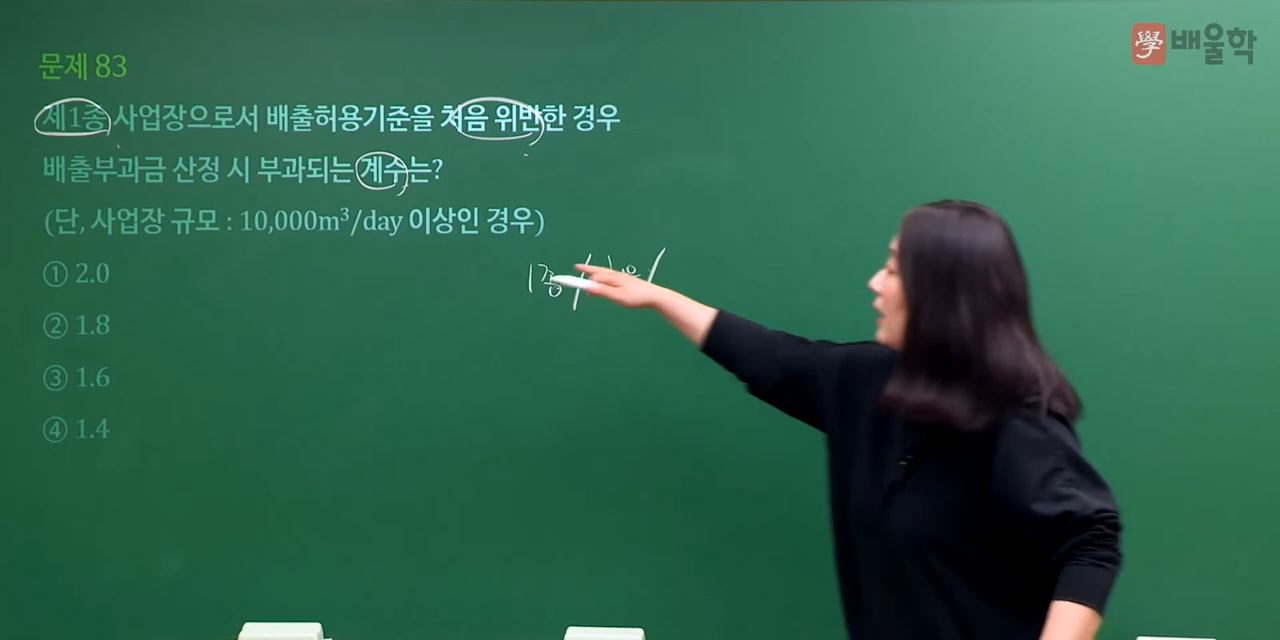 學 배울학
문제 83
제1종 사업장으로서 배출허용기준을 처음 위반한 경우
배출부과금 산정 시 부과되는 계수는?
(단, 사업장 규모 : 10,000m³/day 이상인 경우)
① 2.0
② 1.8
③ 1.6
④ 1.4
1종